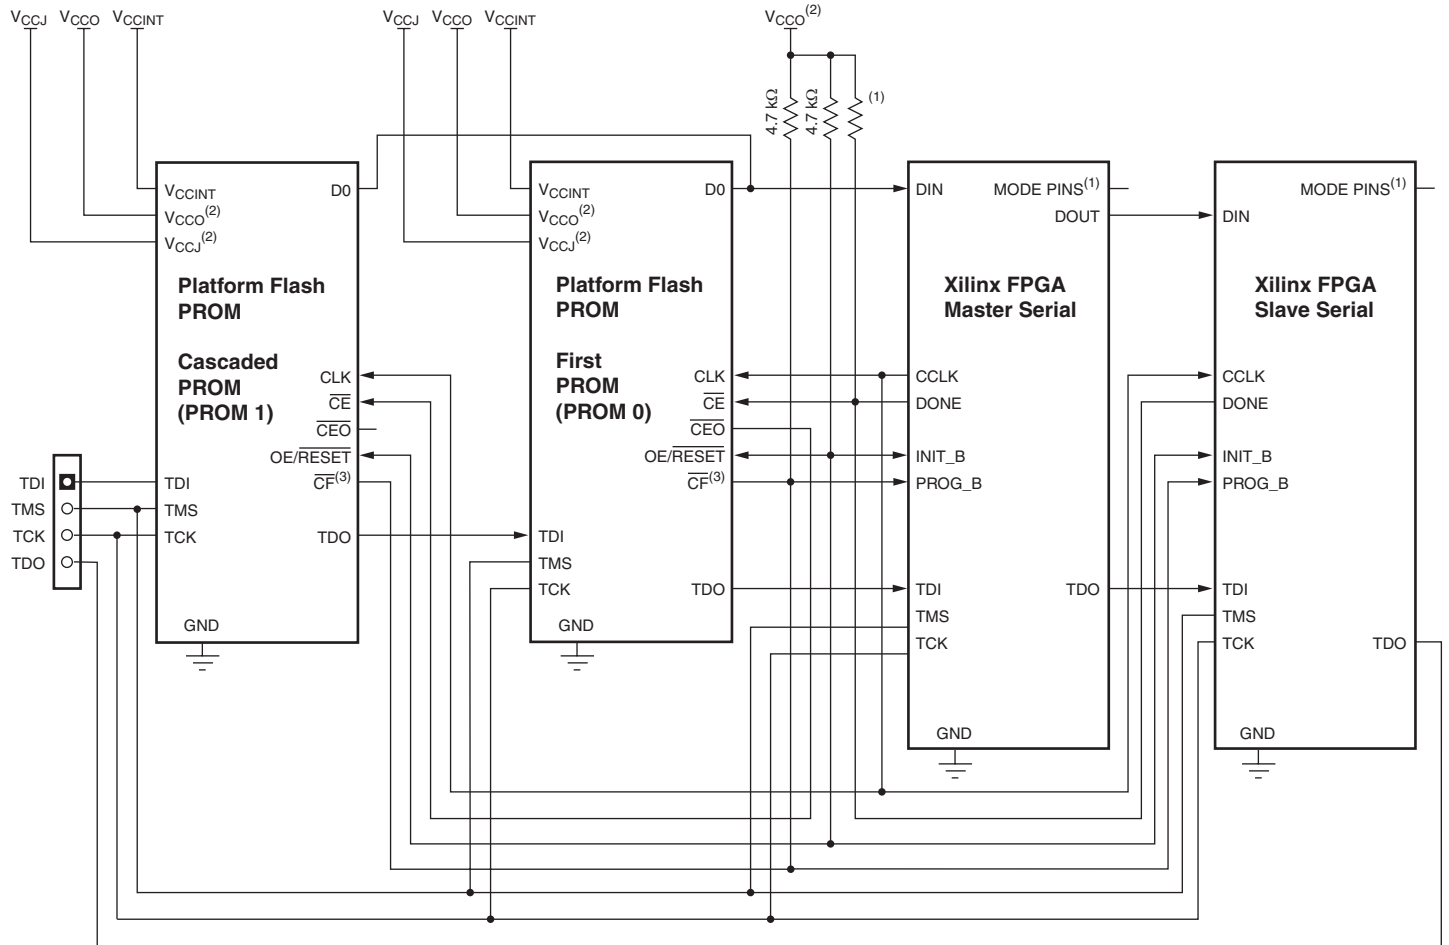 VCCJ VCCO VCCINT
VCCJ VCCO VCCINT
VCCO(2)
4.7 kΩ
4.7 kΩ
(1)
VCCINT
VCCO(2)
VCCJ(2)
D0
Platform Flash
PROM
Cascaded
PROM
(PROM 1)
CLK
CE
CEO
OE/RESET
CF(3)
TDI
TMS
TCK
TDO
GND
TDI
TMS
TCK
TDO
VCCINT
VCCO(2)
VCCJ(2)
D0
Platform Flash
PROM
First
PROM
(PROM 0)
CLK
CE
CEO
OE/RESET
CF(3)
TDI
TMS
TCK
TDO
GND
DIN
MODE PINS(1)
DOUT
Xilinx FPGA
Master Serial
CCLK
DONE
INIT_B
PROG_B
TDI
TMS
TCK
TDO
GND
MODE PINS(1)
DIN
Xilinx FPGA
Slave Serial
CCLK
DONE
INIT_B
PROG_B
TDI
TMS
TCK
TDO
GND